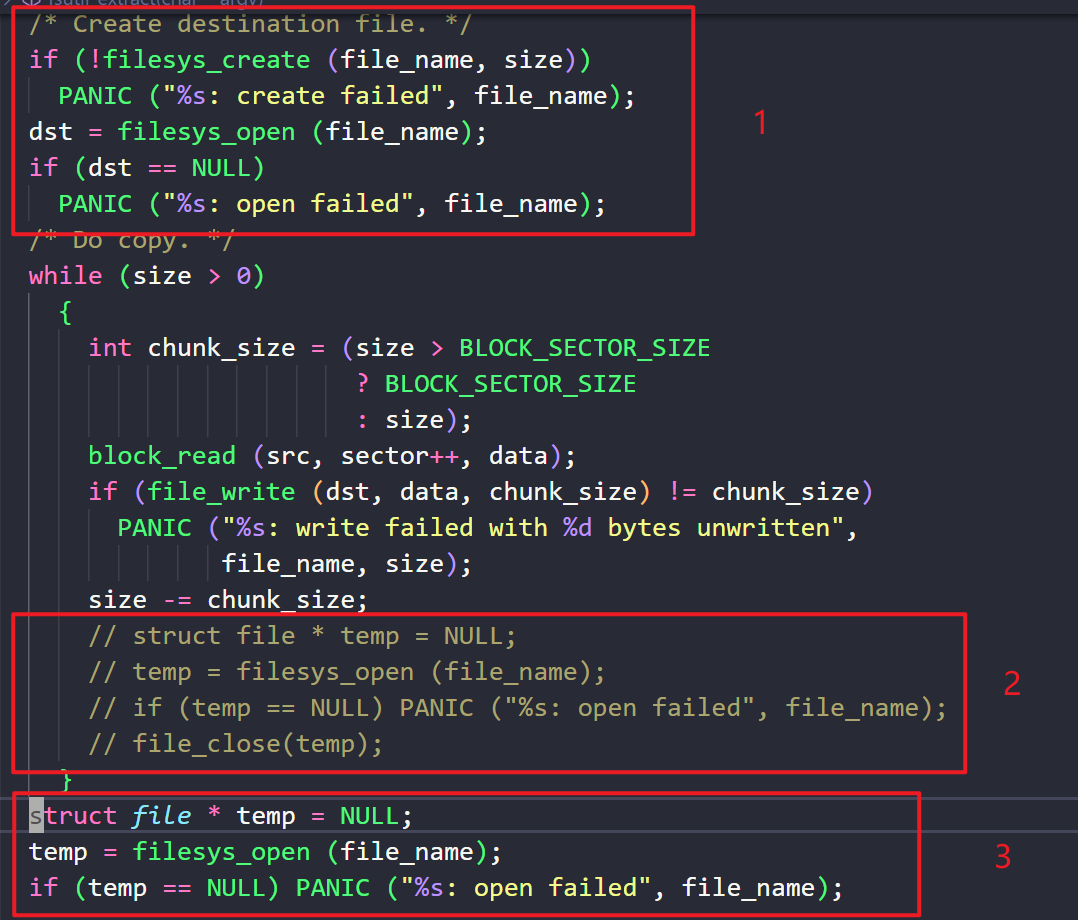 fsutil_extract(char **argv)
/* Create destination file. */
if (!filesys_create (file_name, size))
PANIC ("%s: create failed", file_name);
1
dst = filesys_open (file_name);
if (dst == NULL)
PANIC ("%s: open failed", file_name);
/* Do copy. */
while (size > 0)
{
int chunk_size = (size > BLOCK_SECTOR_SIZE
? BLOCK_SECTOR_SIZE
: size);
block_read (src, sector++, data);
if (file_write (dst, data, chunk_size) != chunk_size)
PANIC ("%s: write failed with %d bytes unwritten",
file_name, size);
size -= chunk_size;
// struct file * temp = NULL;
// temp = filesys_open (file_name);
2
// if (temp == NULL) PANIC ("%s: open failed", file_name);
// file_close(temp);
}
struct file * temp = NULL;
temp = filesys_open (file_name);
3
if (temp == NULL) PANIC ("%s: open failed", file_name);